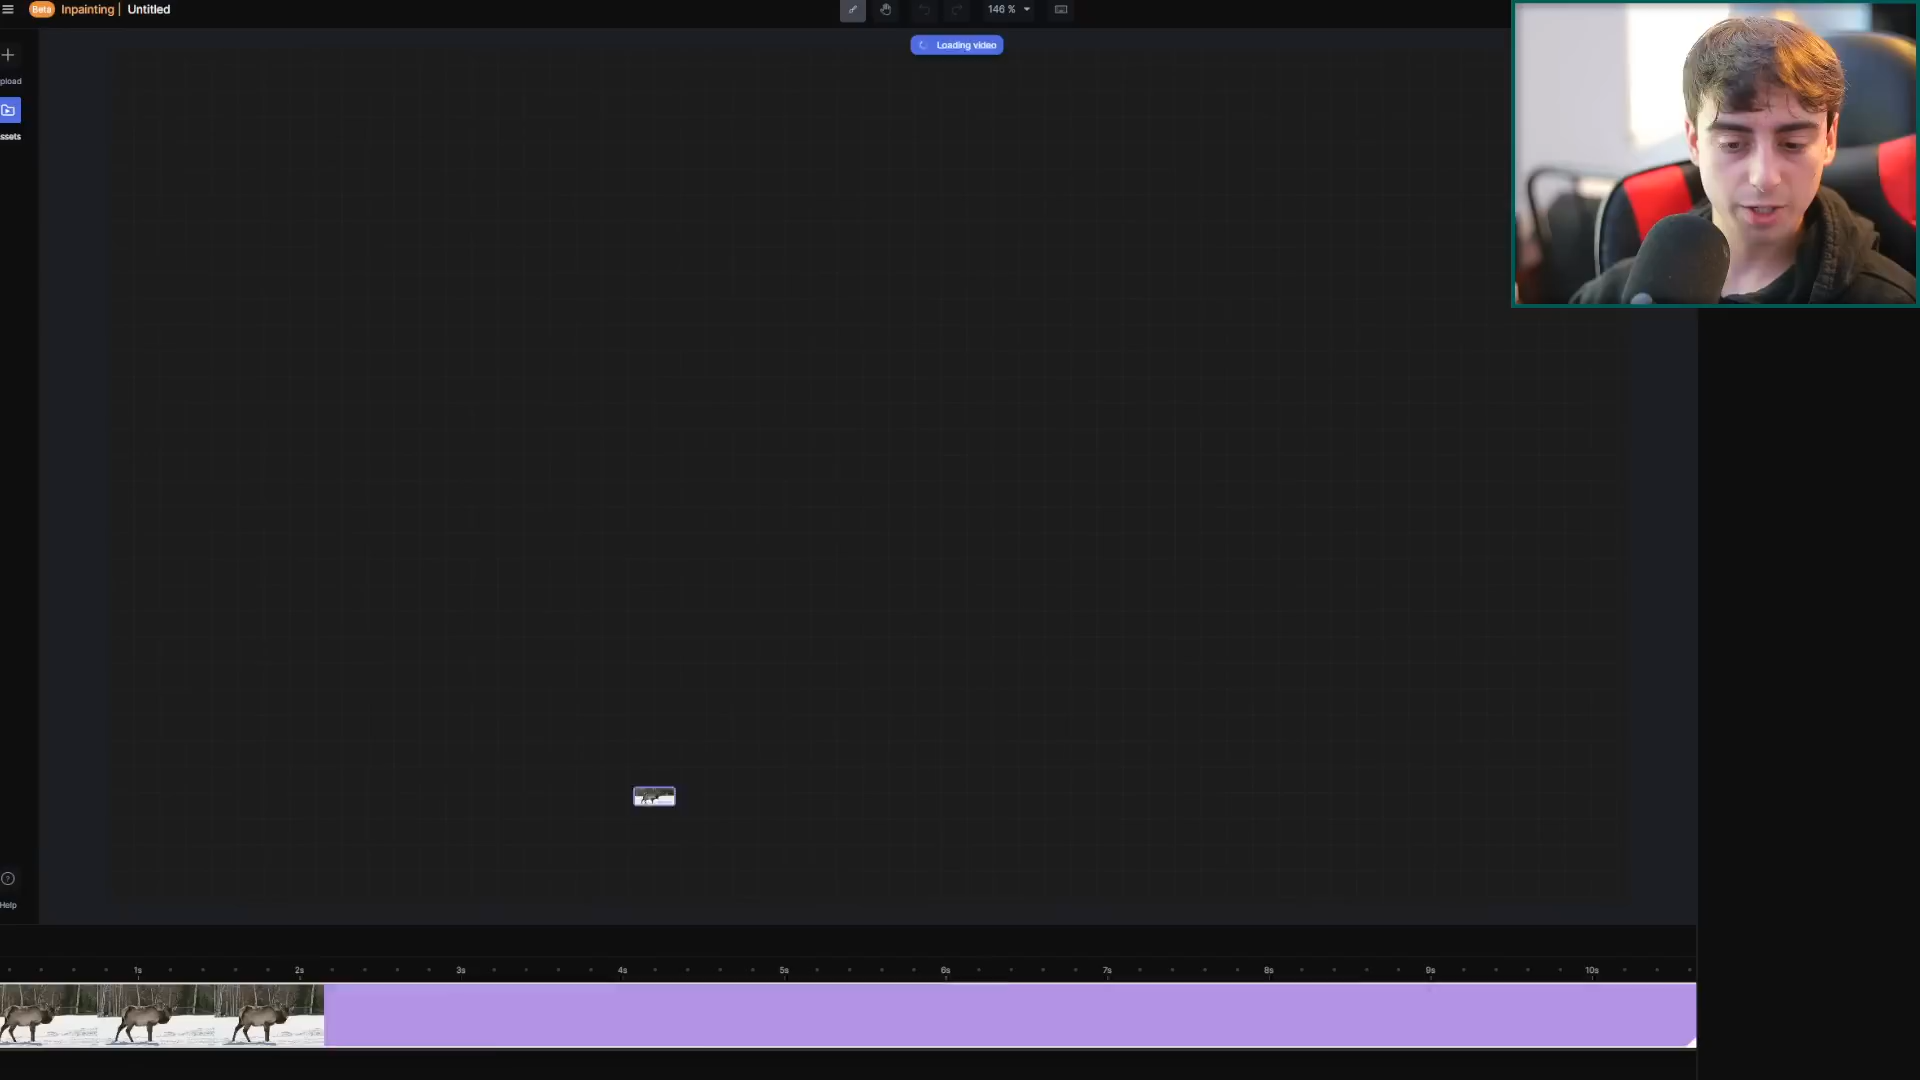 Beta Inpainting | Untitled
146 %
Loading video
pload
ssets
Help
1s 2s 3s 4s 5s 6s 7s 8s 9s 10s